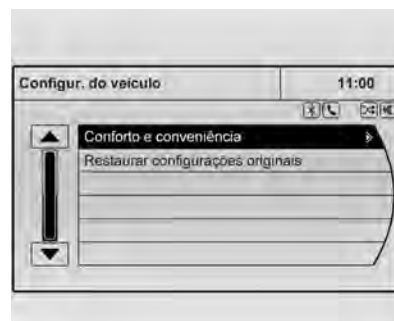 Configur. do veículo 11:00
Conforto e conveniência
Restaurar configurações originais